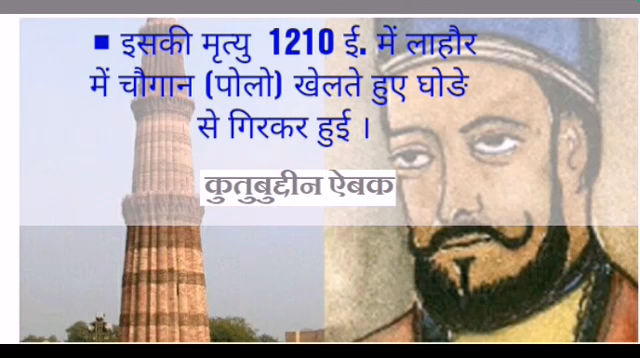 ▪ इसकी मृत्यु 1210 ई. में लाहौर
में चौगान (पोलो) खेलते हुए घोङे
से गिरकर हुई ।
कुतुबुद्दीन ऐबक